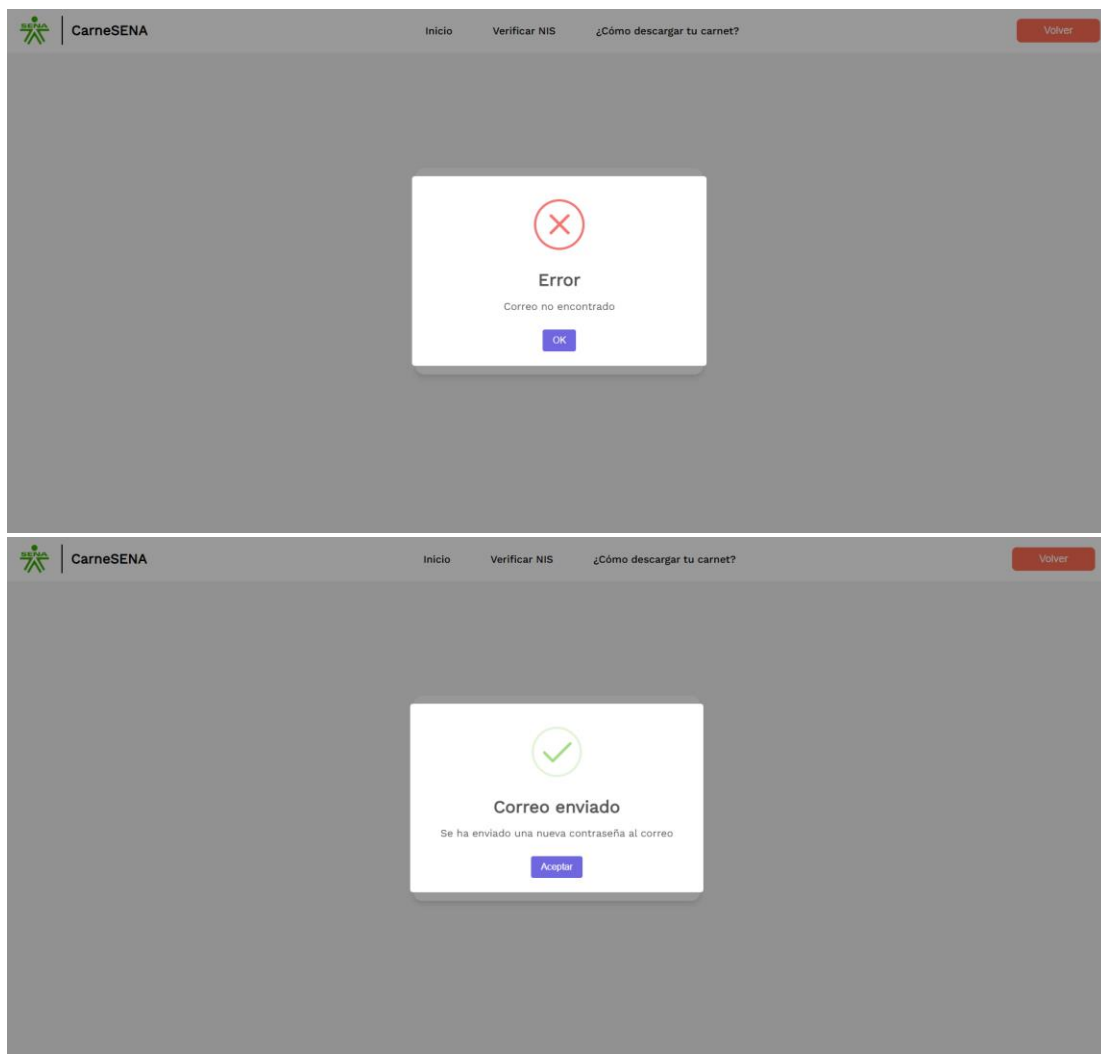 SENA
CarneSENA
Inicio
Verificar NIS
¿Cómo descargar tu carnet?
Volver
Error
Correo no encontrado
OK
SENA
CarneSENA
Inicio
Verificar NIS
¿Cómo descargar tu carnet?
Volver
Correo enviado
Se ha enviado una nueva contraseña al correo
Aceptar